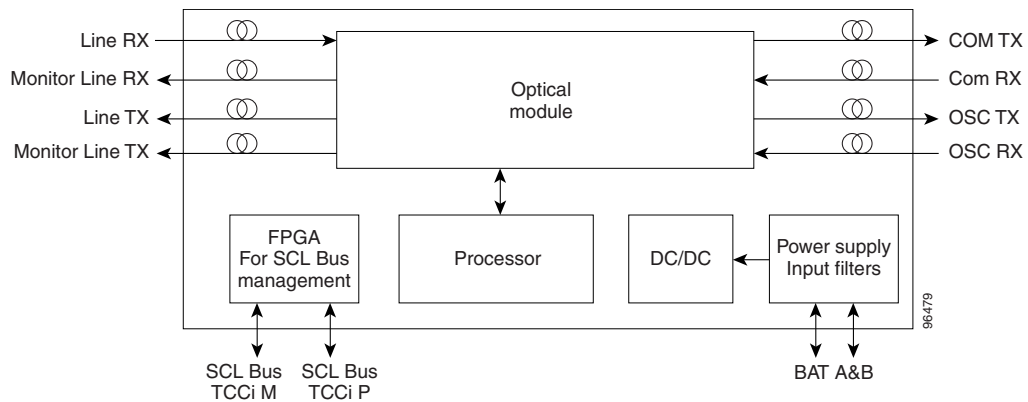 Line RX
Monitor Line RX
Line TX
Monitor Line TX
COM TX
Com RX
OSC TX
OSC RX
Optical
module
FPGA
For SCL Bus
management
Processor
DC/DC
Power supply
Input filters
SCL Bus
TCCi M
SCL Bus
TCCi P
BAT A&B
96479